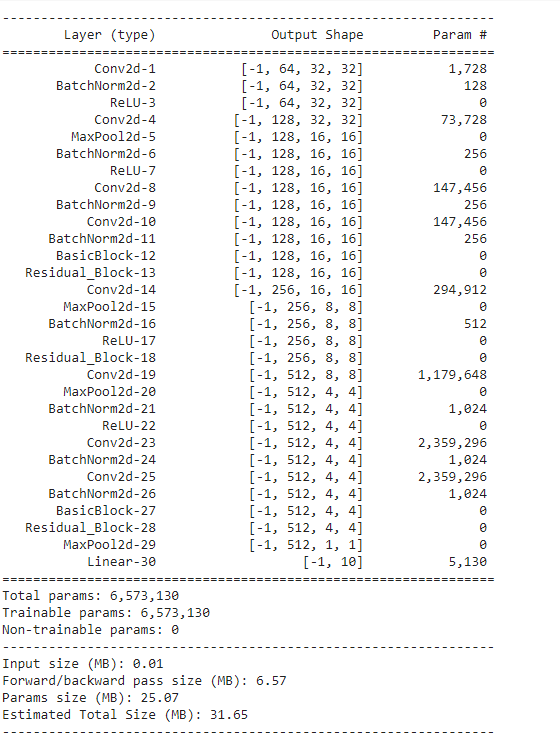 ----------------------------------------------------------------
        Layer (type)               Output Shape         Param #
================================================================
            Conv2d-1           [-1, 64, 32, 32]           1,728
       BatchNorm2d-2           [-1, 64, 32, 32]             128
              ReLU-3           [-1, 64, 32, 32]               0
            Conv2d-4          [-1, 128, 32, 32]          73,728
         MaxPool2d-5          [-1, 128, 16, 16]               0
       BatchNorm2d-6          [-1, 128, 16, 16]             256
              ReLU-7          [-1, 128, 16, 16]               0
            Conv2d-8          [-1, 128, 16, 16]         147,456
       BatchNorm2d-9          [-1, 128, 16, 16]             256
           Conv2d-10          [-1, 128, 16, 16]         147,456
      BatchNorm2d-11          [-1, 128, 16, 16]             256
       BasicBlock-12          [-1, 128, 16, 16]               0
   Residual_Block-13          [-1, 128, 16, 16]               0
           Conv2d-14          [-1, 256, 16, 16]         294,912
        MaxPool2d-15            [-1, 256, 8, 8]               0
      BatchNorm2d-16            [-1, 256, 8, 8]             512
             ReLU-17            [-1, 256, 8, 8]               0
   Residual_Block-18            [-1, 256, 8, 8]               0
           Conv2d-19            [-1, 512, 8, 8]       1,179,648
        MaxPool2d-20            [-1, 512, 4, 4]               0
      BatchNorm2d-21            [-1, 512, 4, 4]           1,024
             ReLU-22            [-1, 512, 4, 4]               0
           Conv2d-23            [-1, 512, 4, 4]       2,359,296
      BatchNorm2d-24            [-1, 512, 4, 4]           1,024
           Conv2d-25            [-1, 512, 4, 4]       2,359,296
      BatchNorm2d-26            [-1, 512, 4, 4]           1,024
       BasicBlock-27            [-1, 512, 4, 4]               0
   Residual_Block-28            [-1, 512, 4, 4]               0
        MaxPool2d-29            [-1, 512, 1, 1]               0
           Linear-30                   [-1, 10]           5,130
================================================================
Total params: 6,573,130
Trainable params: 6,573,130
Non-trainable params: 0
----------------------------------------------------------------
Input size (MB): 0.01
Forward/backward pass size (MB): 6.57
Params size (MB): 25.07
Estimated Total Size (MB): 31.65
----------------------------------------------------------------